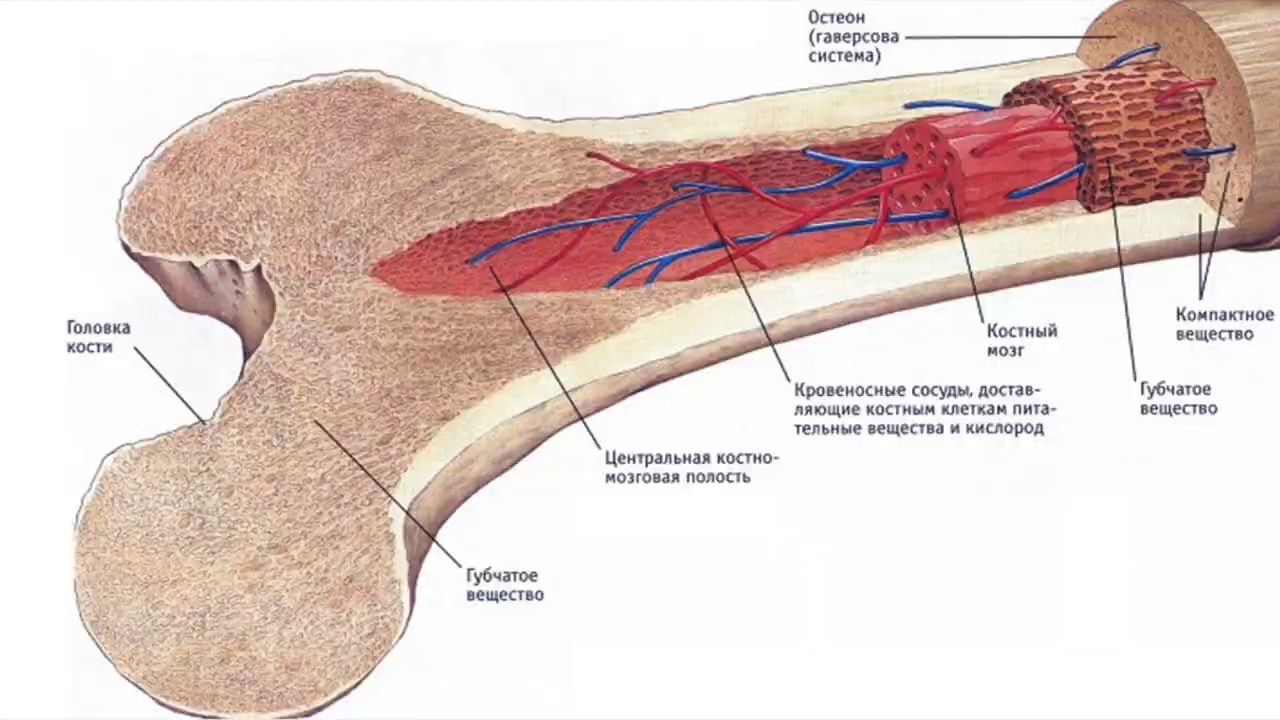 Остеон
(гаверсова
система)
Головка
кости
Компактное
вещество
Костный
мозг
Губчатое
вещество
Кровеносные сосуды, достав-
ляющие костным клеткам пита-
тельные вещества и кислород
Центральная костно-
мозговая полость
Губчатое
вещество